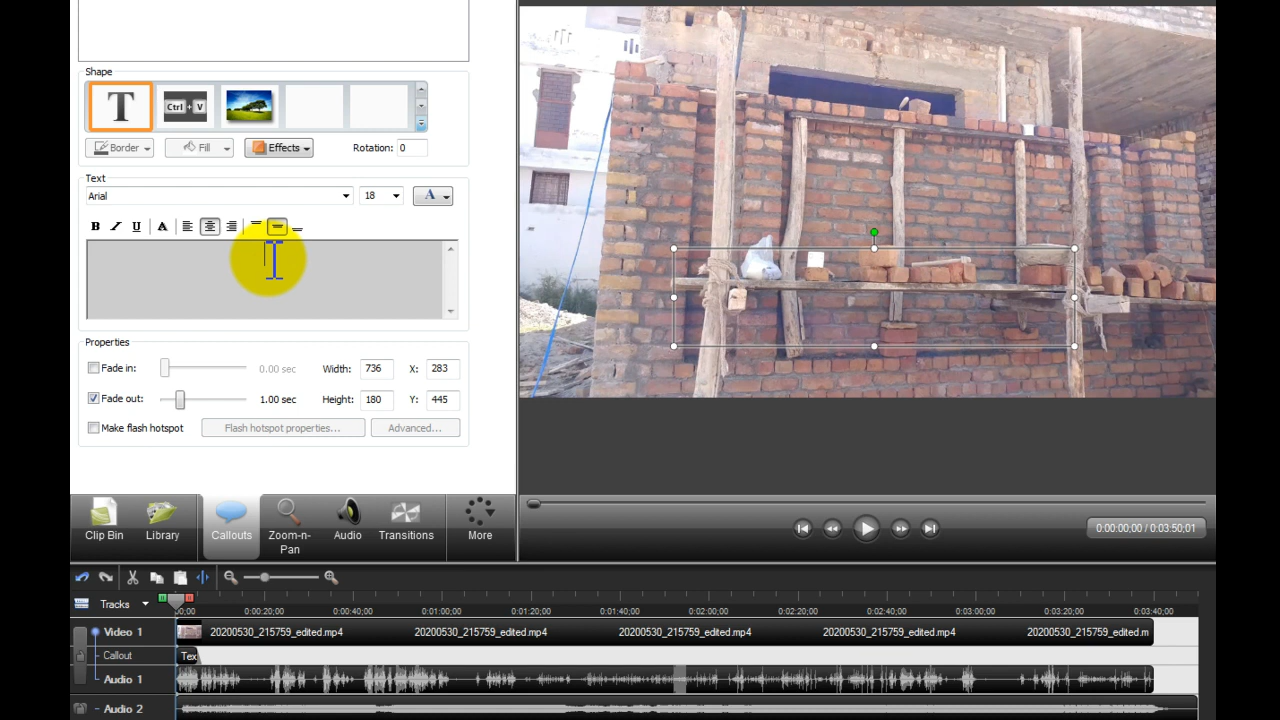 Shape
T
Ctrl + V
Border
Fill
Effects
Rotation: 0
Text
Arial
18
A
B I U A
Properties
Fade in:
0.00 sec
Width: 736
X: 283
Fade out:
1.00 sec
Height: 180
Y: 445
Make flash hotspot
Flash hotspot properties...
Advanced...
Clip Bin
Library
Callouts
Zoom-n-
Pan
Audio
Transitions
More
0:00:00;00 / 0:03:50;01
Tracks
00;00 0:00:20;00 0:00:40;00 0:01:00;00 0:01:20;00 0:01:40;00 0:02:00;00 0:02:20;00 0:02:40;00 0:03:00;00 0:03:20;00 0:03:40;00
Video 1
20200530_215759_edited.mp4 20200530_215759_edited.mp4 20200530_215759_edited.mp4 20200530_215759_edited.mp4 20200530_215759_edited.m
Callout
Tex
Audio 1
Audio 2